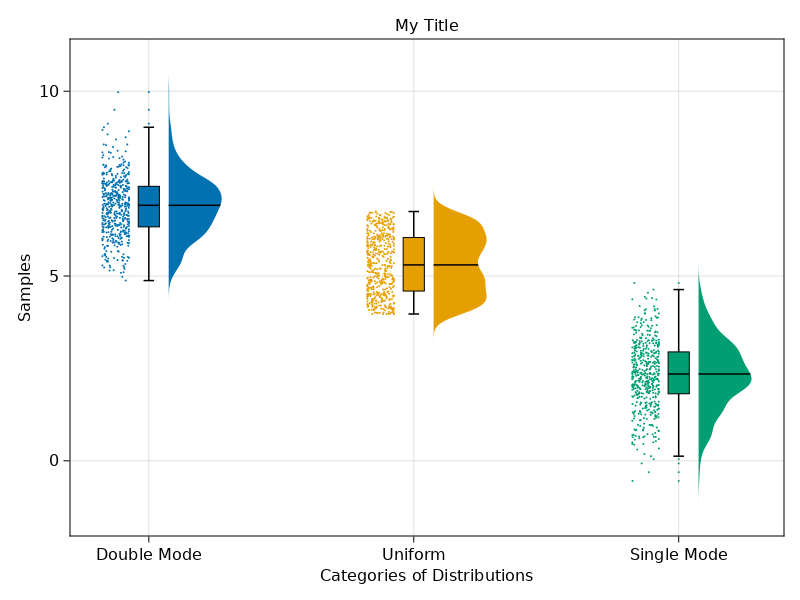 My Title
10
5
0
Samples
Double Mode
Uniform
Single Mode
Categories of Distributions